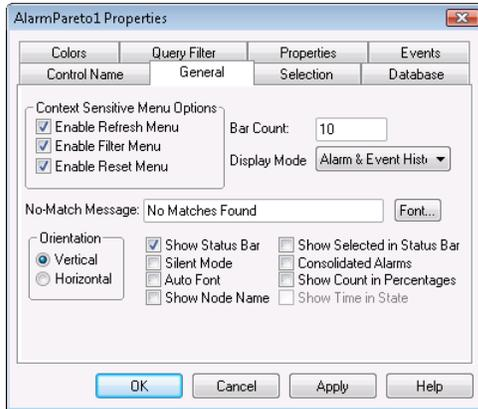 AlarmPareto1 Properties
Colors Query Filter Properties Events
Control Name General Selection Database
Context Sensitive Menu Options
Enable Refresh Menu
Enable Filter Menu
Enable Reset Menu
Bar Count: 10
Display Mode Alarm & Event Histo
No-Match Message: No Matches Found Font...
Orientation
Vertical
Horizontal
Show Status Bar
Silent Mode
Auto Font
Show Node Name
Show Selected in Status Bar
Consolidated Alarms
Show Count in Percentages
Show Time in State
OK Cancel Apply Help